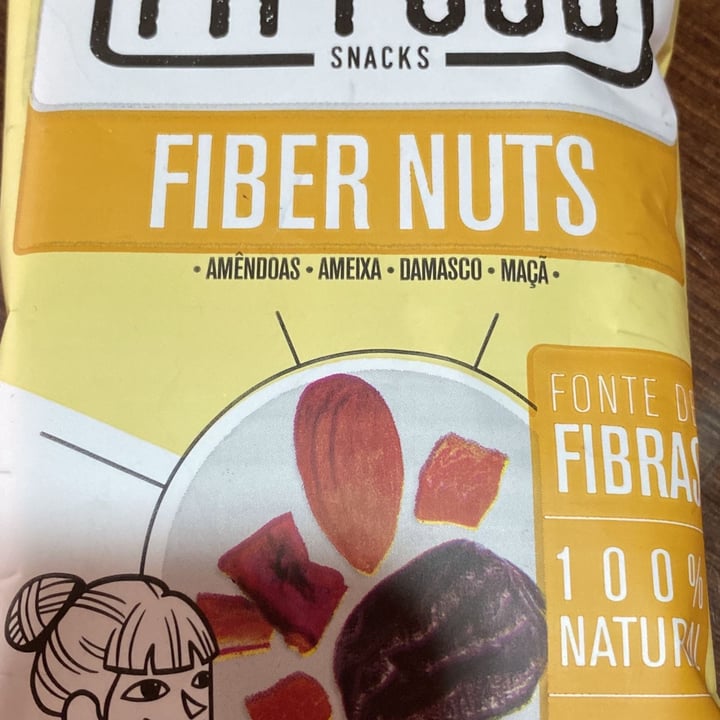 SNACKS
FIBER NUTS
• AMÊNDOAS • AMEIXA • DAMASCO • MAÇÃ •
FONTE DE
FIBRAS
100%
NATURAL